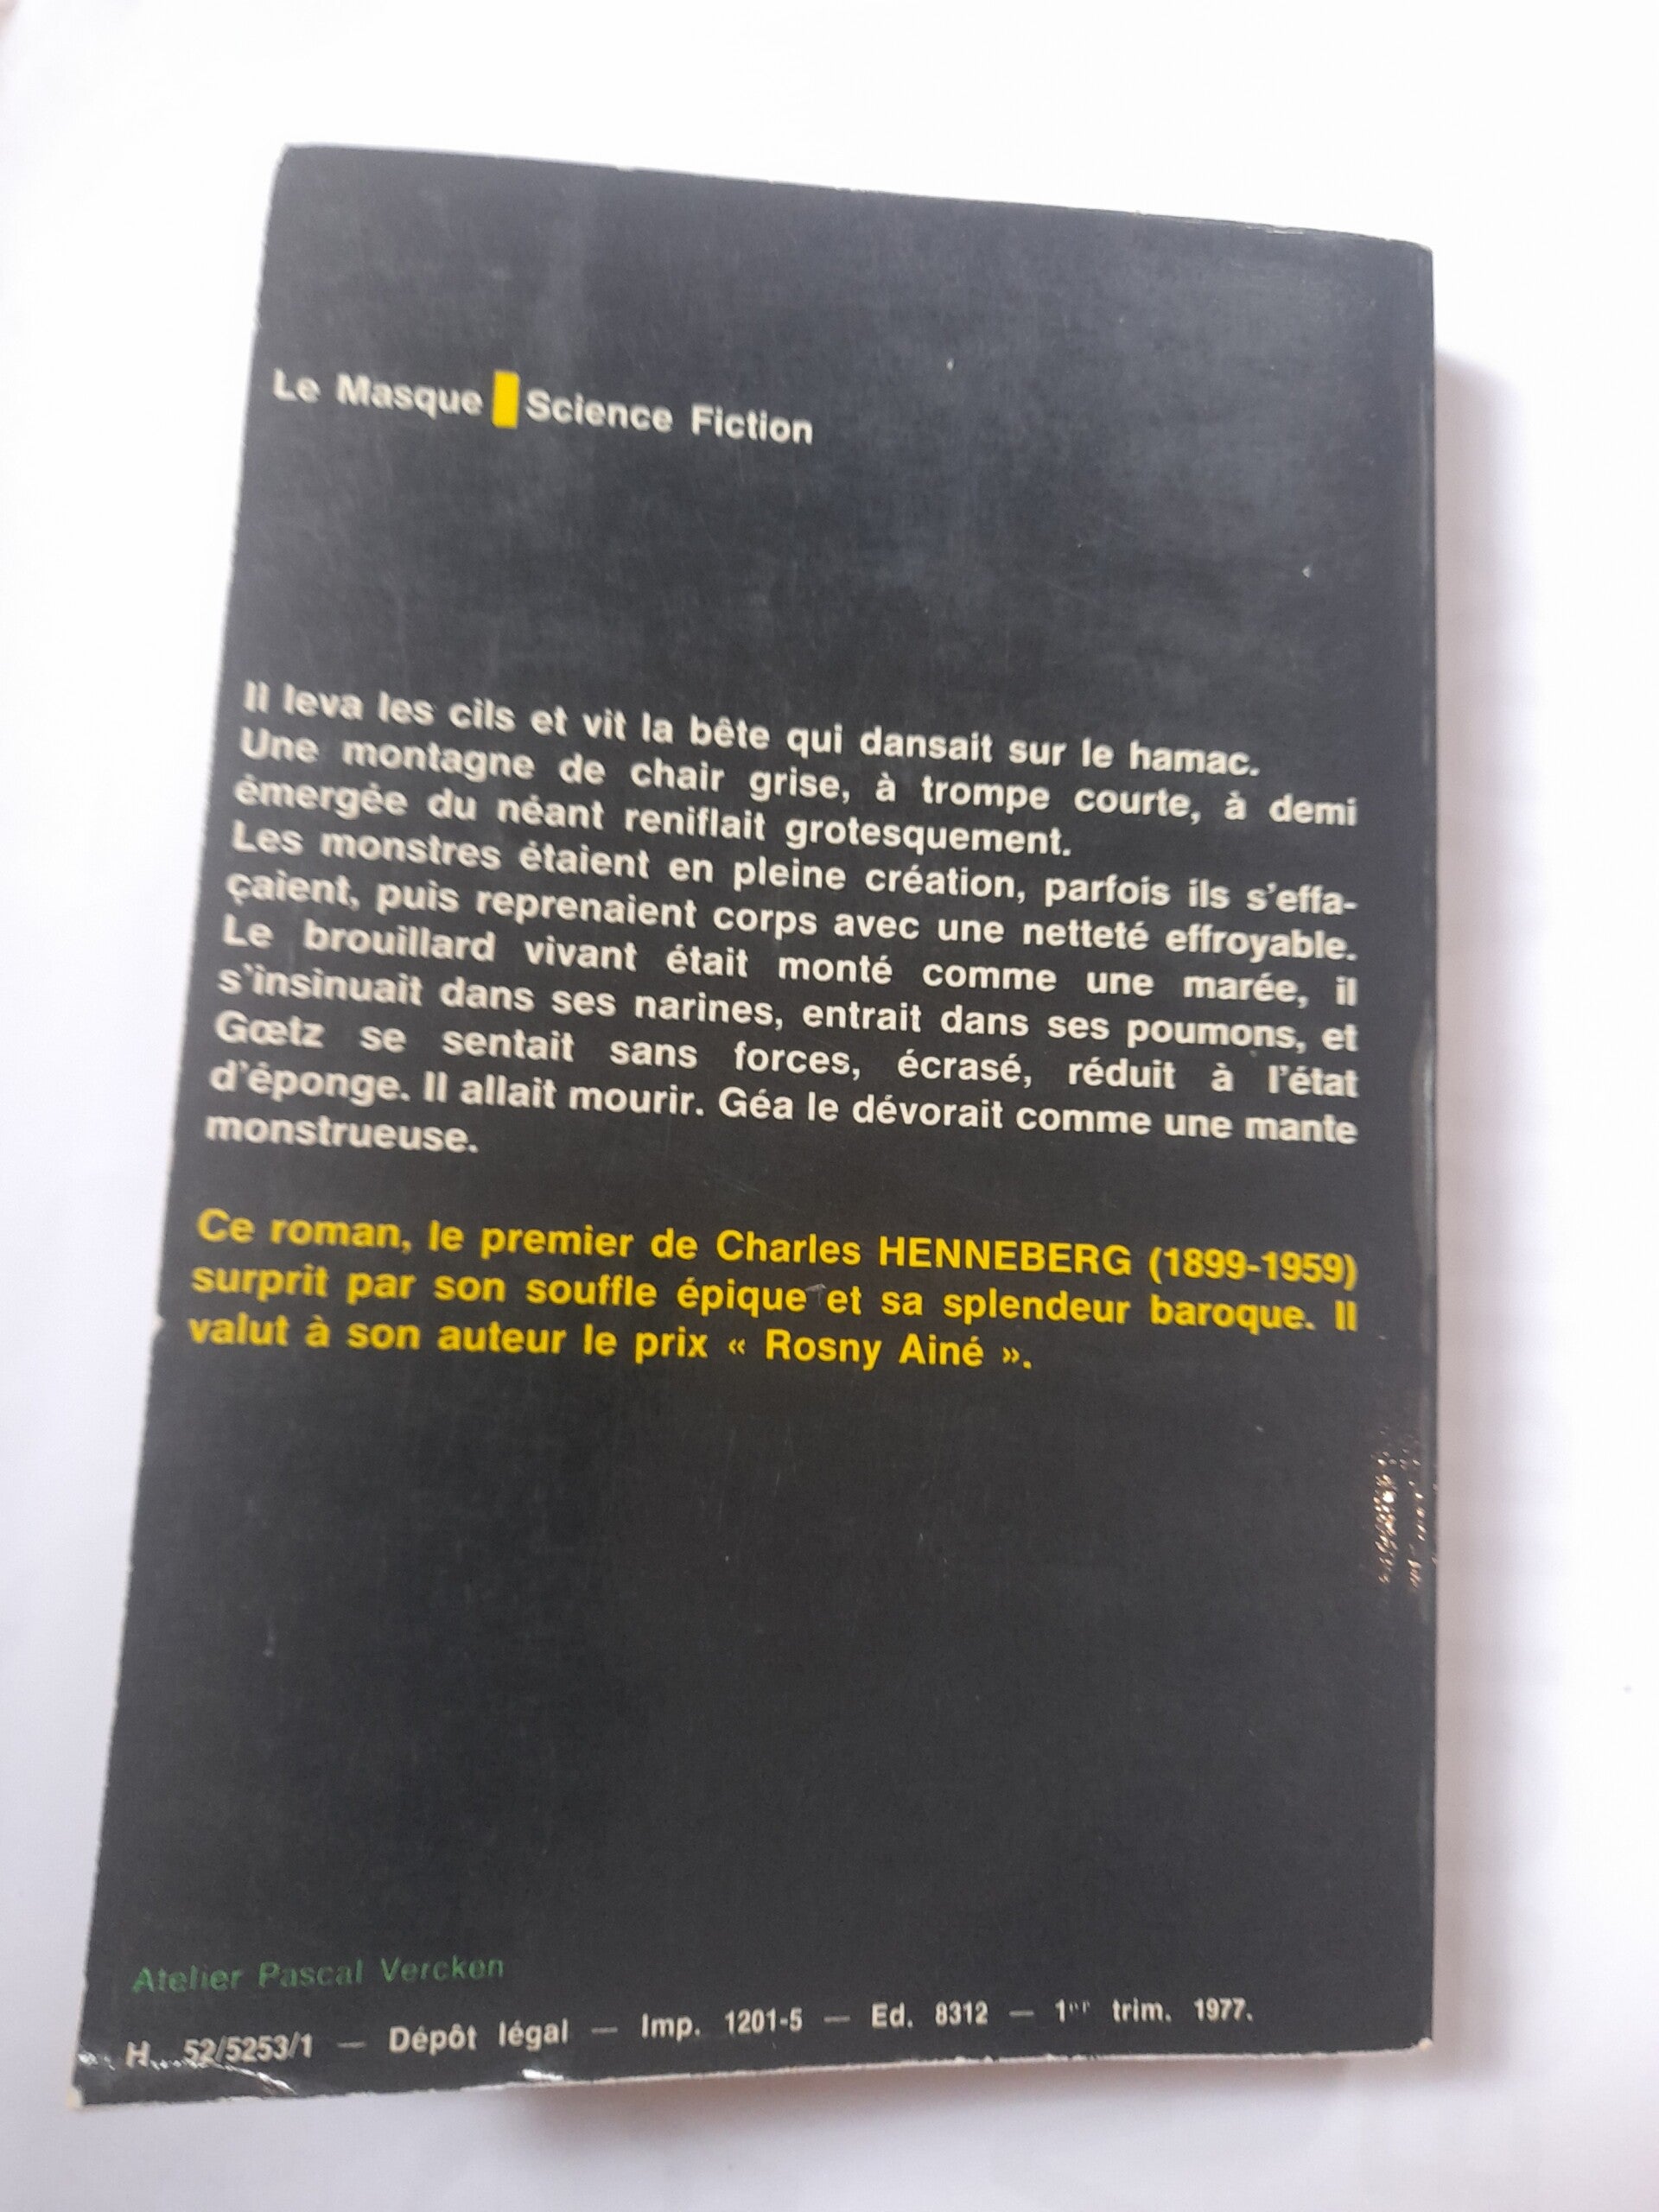 Le Masque Science Fiction
Il leva les cils et vit la bête qui dansait sur le hamac.
Une montagne de chair grise, à trompe courte, à demi
émergée du néant reniflait grotesquement.
Les monstres étaient en pleine création, parfois ils s'effa-
çaient, puis reprenaient corps avec une netteté effroyable.
Le brouillard vivant était monté comme une marée, il
s'insinuait dans ses narines, entrait dans ses poumons, et
Gœtz se sentait sans forces, écrasé, réduit à l'état
d'éponge. Il allait mourir. Géa le dévorait comme une mante
monstrueuse.
Ce roman, le premier de Charles HENNEBERG (1899-1959)
surprit par son souffle épique et sa splendeur baroque. Il
valut à son auteur le prix « Rosny Ainé ».
Atelier Pascal Vercken
H. 52/5253/1 — Dépôt légal — Imp. 1201-5 — Ed. 8312 — 1er trim. 1977.